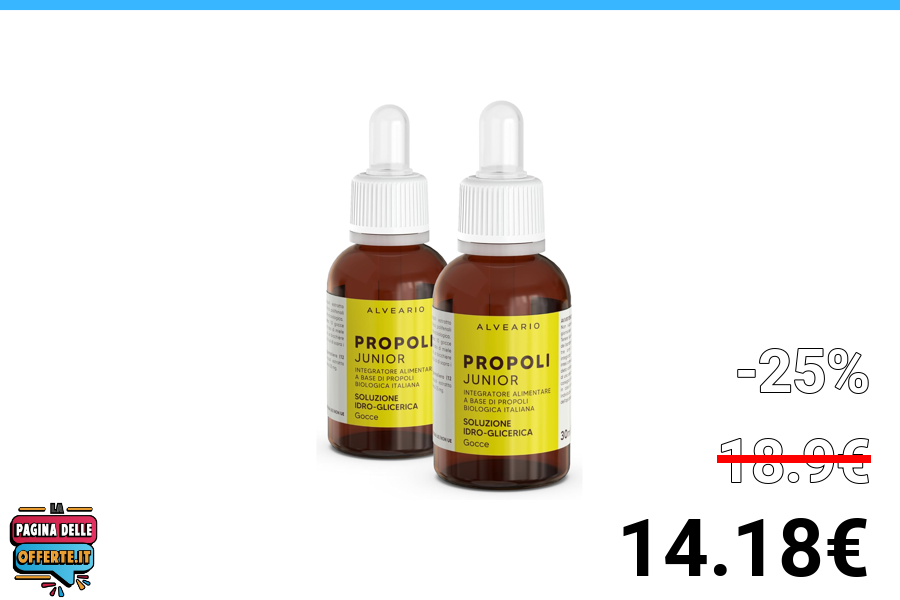 ALVEARIO
PROPOLI
JUNIOR
INTEGRATORE ALIMENTARE
A BASE DI PROPOLI
BIOLOGICA ITALIANA
SOLUZIONE
IDRO-GLICERICA
Gocce
ALVEARIO
PROPOLI
JUNIOR
INTEGRATORE ALIMENTARE
A BASE DI PROPOLI
BIOLOGICA ITALIANA
SOLUZIONE
IDRO-GLICERICA
Gocce
-25%
18.9€
14.18€
LA
PAGINA DELLE
OFFERTE.IT